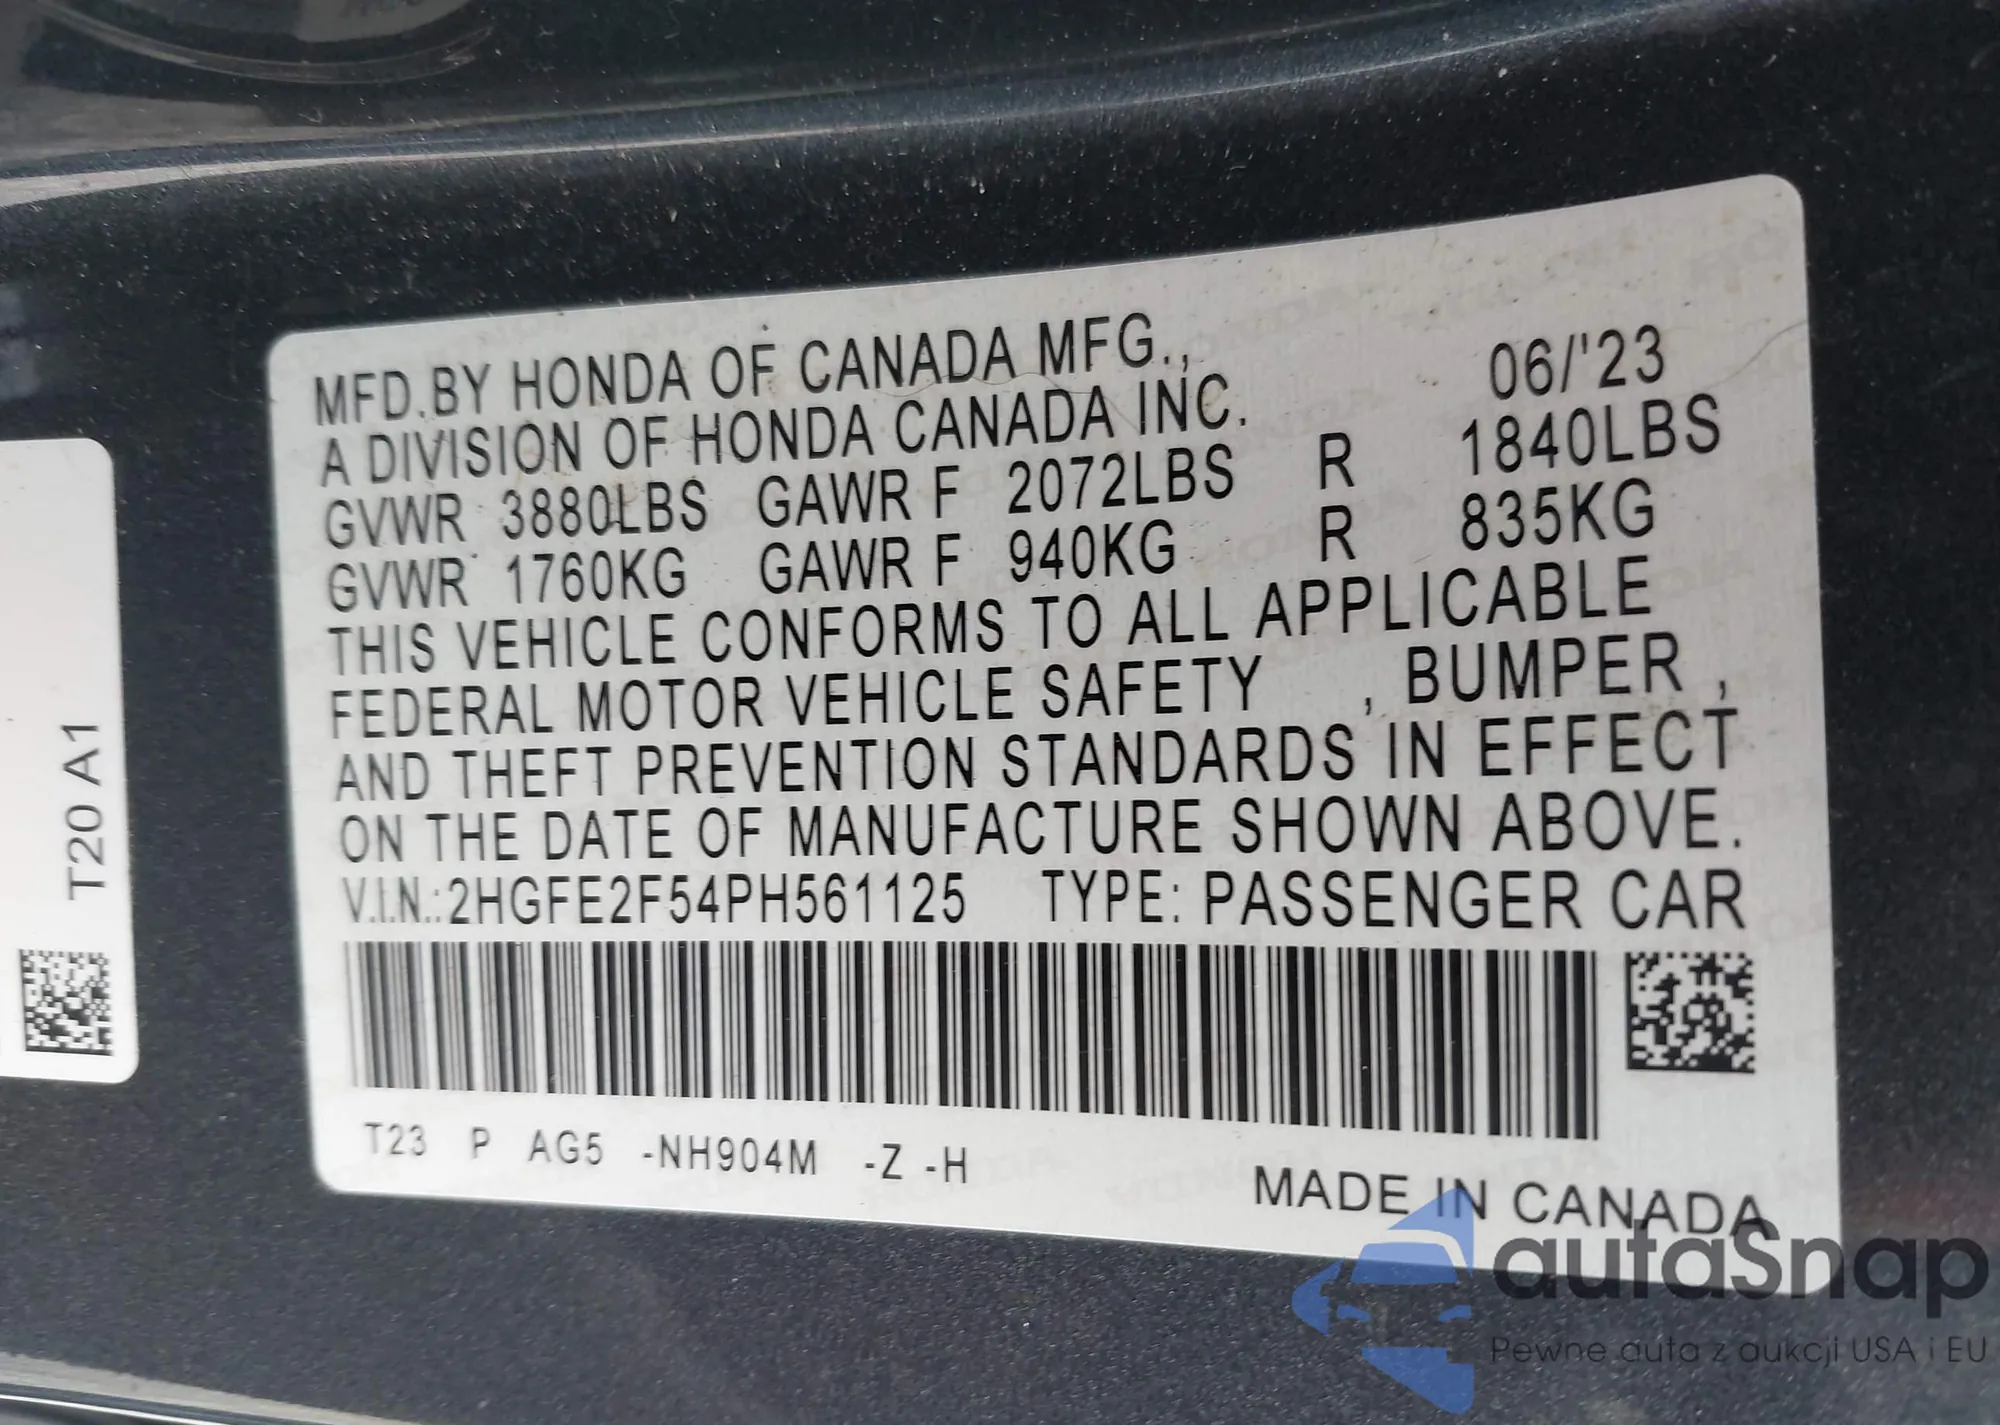 MFD.BY HONDA OF CANADA MFG.,
A DIVISION OF HONDA CANADA INC. 06/'23
GVWR 3880LBS GAWR F 2072LBS R 1840LBS
GVWR 1760KG GAWR F 940KG R 835KG
THIS VEHICLE CONFORMS TO ALL APPLICABLE
FEDERAL MOTOR VEHICLE SAFETY , BUMPER ,
AND THEFT PREVENTION STANDARDS IN EFFECT
ON THE DATE OF MANUFACTURE SHOWN ABOVE.
V.I.N.:2HGFE2F54PH561125 TYPE: PASSENGER CAR
T23 P AG5 -NH904M -Z -H
MADE IN CANADA
T20 A1
autaSnap
Pewne auta z aukcji USA i EU